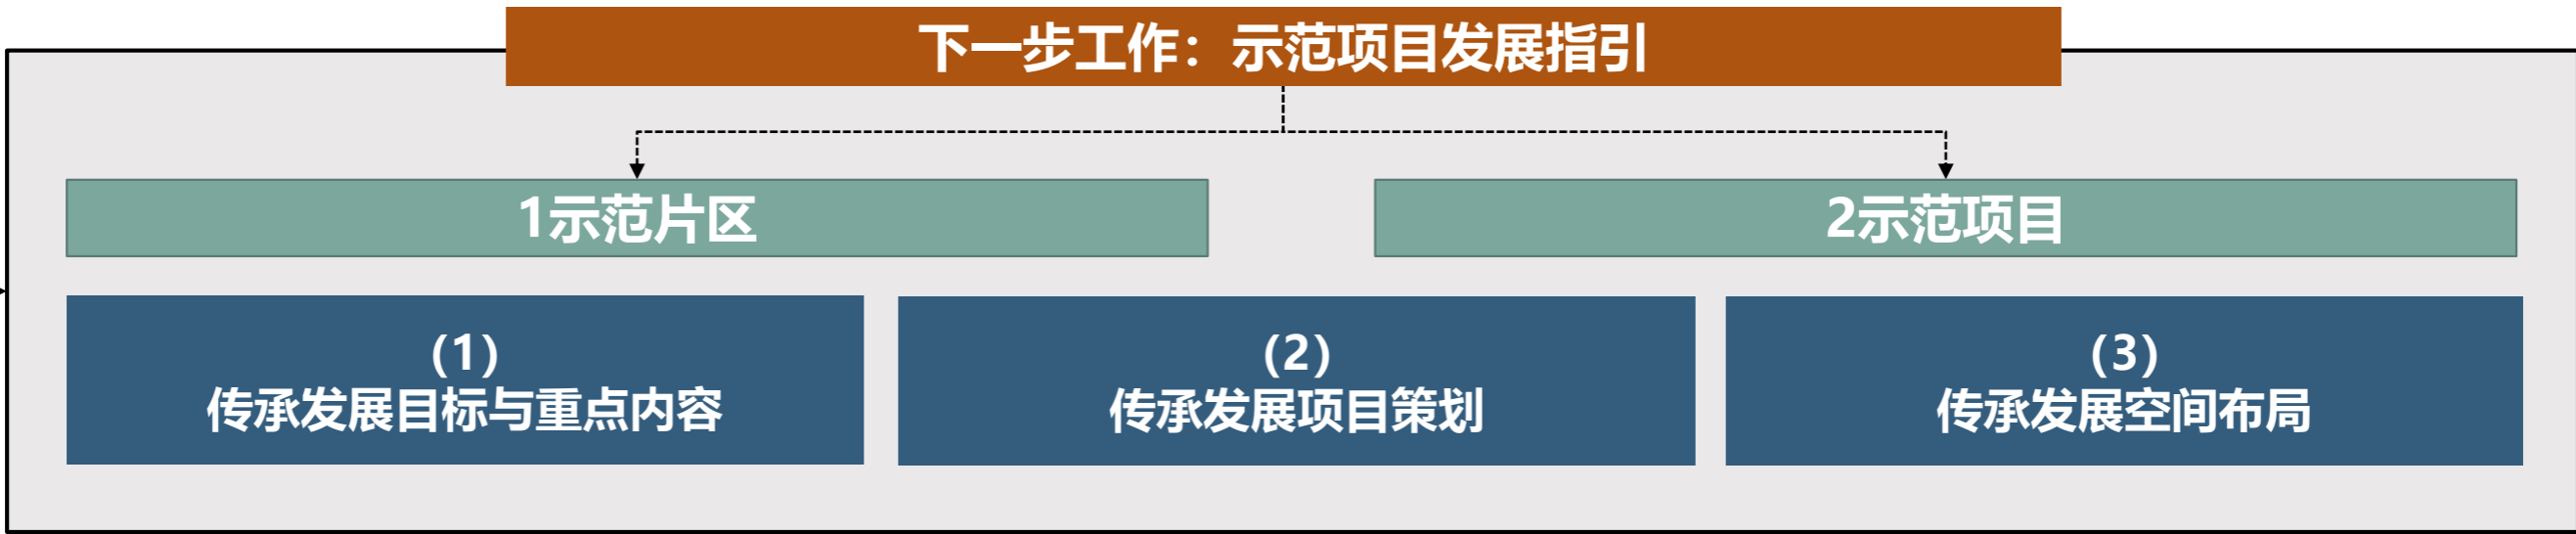 下一步工作：示范项目发展指引
1示范片区
2示范项目
（1）
传承发展目标与重点内容
（2）
传承发展项目策划
（3）
传承发展空间布局